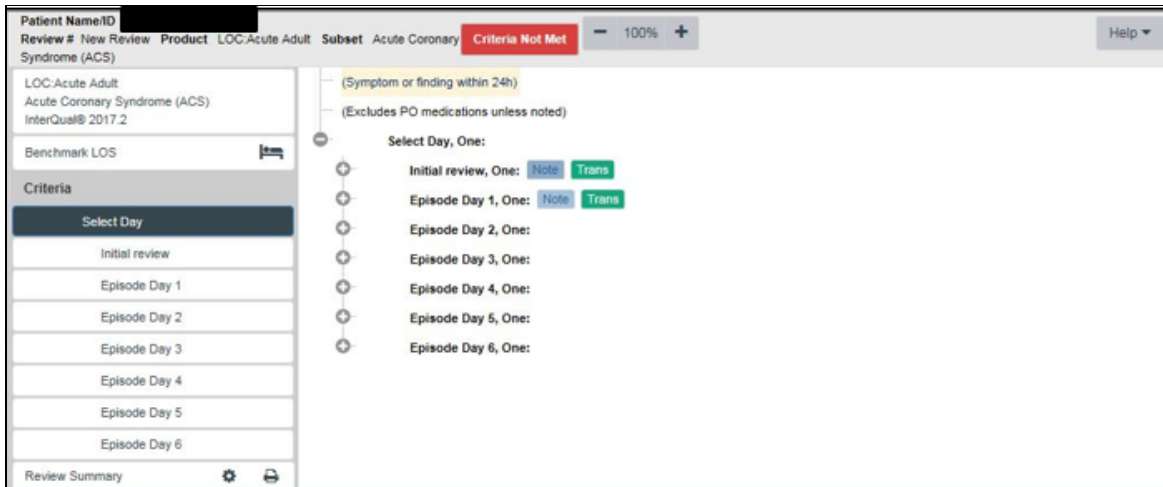 Patient Name/ID
Review # New Review Product LOC:Acute Adult Subset Acute Coronary Syndrome (ACS)
Criteria Not Met
100%
Help
LOC:Acute Adult
Acute Coronary Syndrome (ACS)
InterQual® 2017.2
Benchmark LOS
Criteria
Select Day
Initial review
Episode Day 1
Episode Day 2
Episode Day 3
Episode Day 4
Episode Day 5
Episode Day 6
Review Summary
(Symptom or finding within 24h)
(Excludes PO medications unless noted)
Select Day, One:
Initial review, One: Note Trans
Episode Day 1, One: Note Trans
Episode Day 2, One:
Episode Day 3, One:
Episode Day 4, One:
Episode Day 5, One:
Episode Day 6, One: